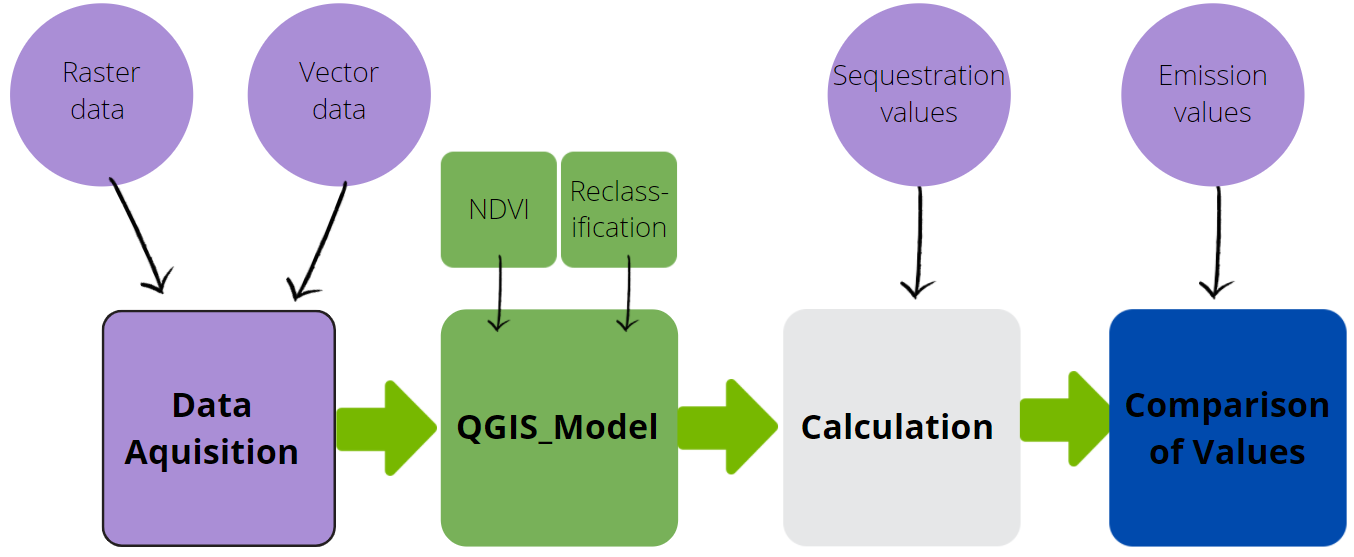 Raster
data
Vector
data
Sequestration
values
Emission
values
NDVI
Reclass-
ification
Data
Aquisition
QGIS_Model
Calculation
Comparison
of Values